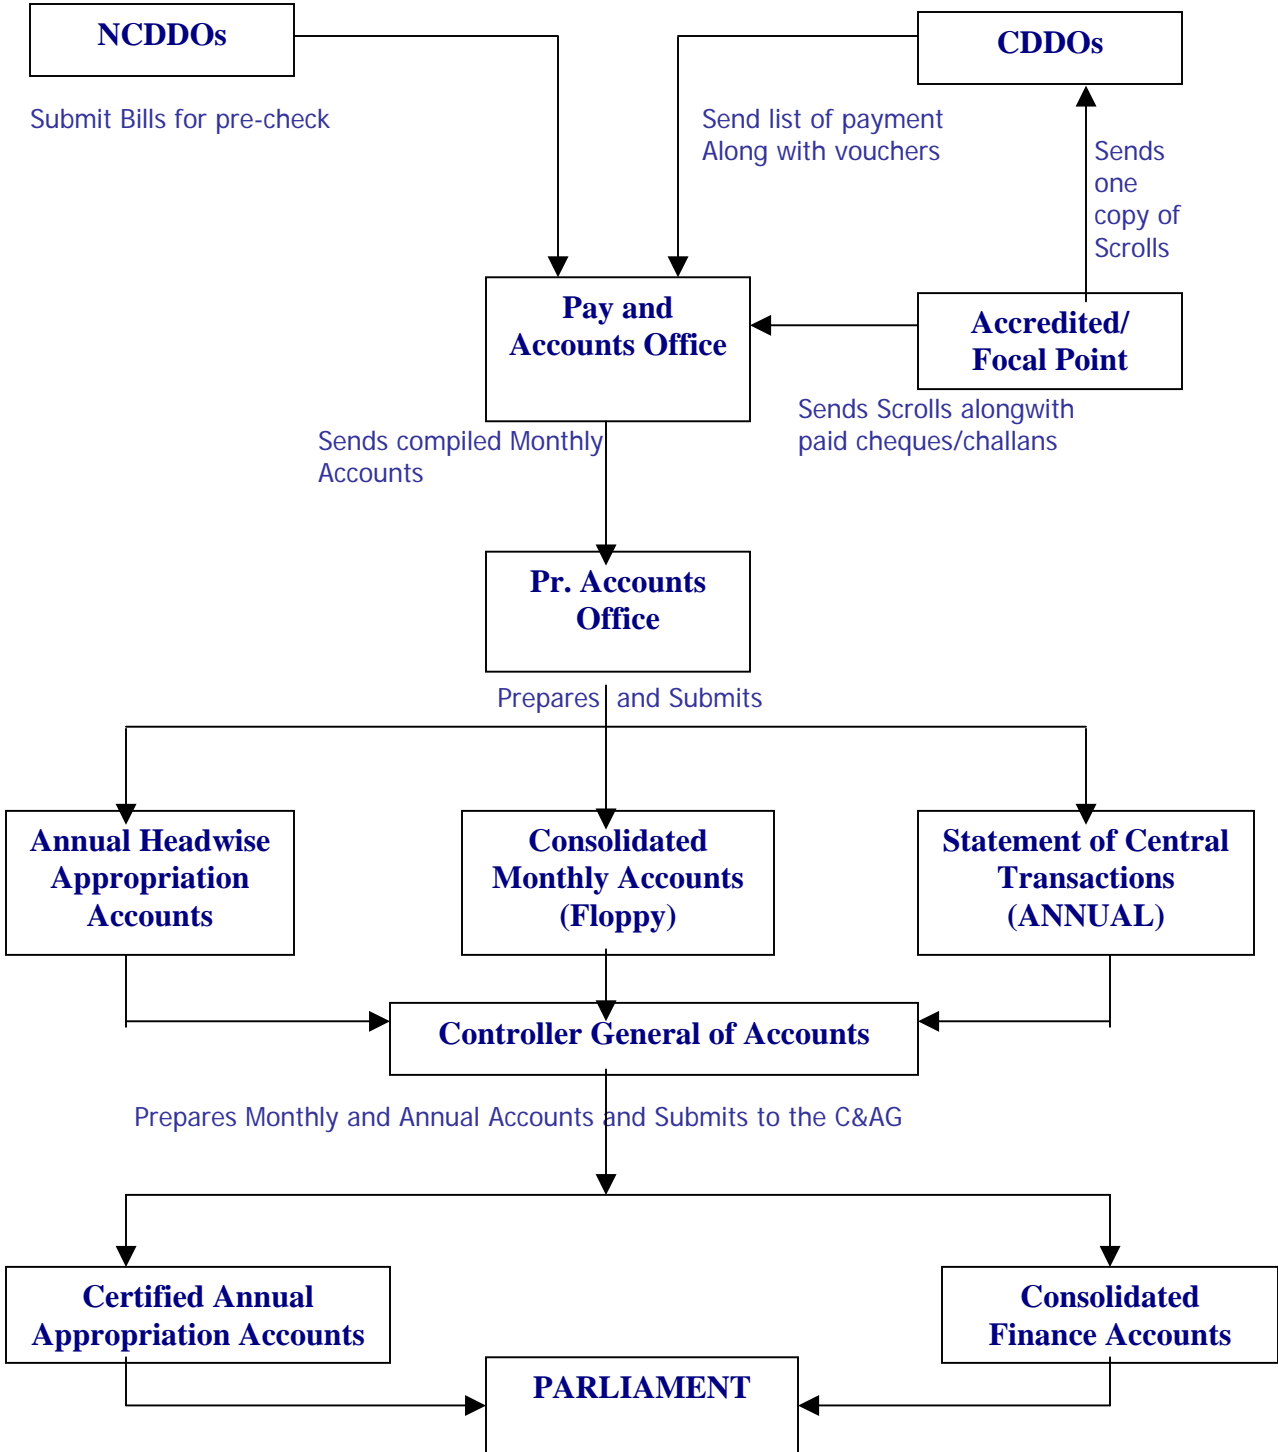 NCDDOs
CDDOs
Submit Bills for pre-check
Send list of payment
Along with vouchers
Sends
one
copy of
Scrolls
Pay and
Accounts Office
Accredited/
Focal Point
Sends Scrolls alongwith
paid cheques/challans
Sends compiled Monthly
Accounts
Pr. Accounts
Office
Prepares and Submits
Annual Headwise
Appropriation
Accounts
Consolidated
Monthly Accounts
(Floppy)
Statement of Central
Transactions
(ANNUAL)
Controller General of Accounts
Prepares Monthly and Annual Accounts and Submits to the C&AG
Certified Annual
Appropriation Accounts
Consolidated
Finance Accounts
PARLIAMENT